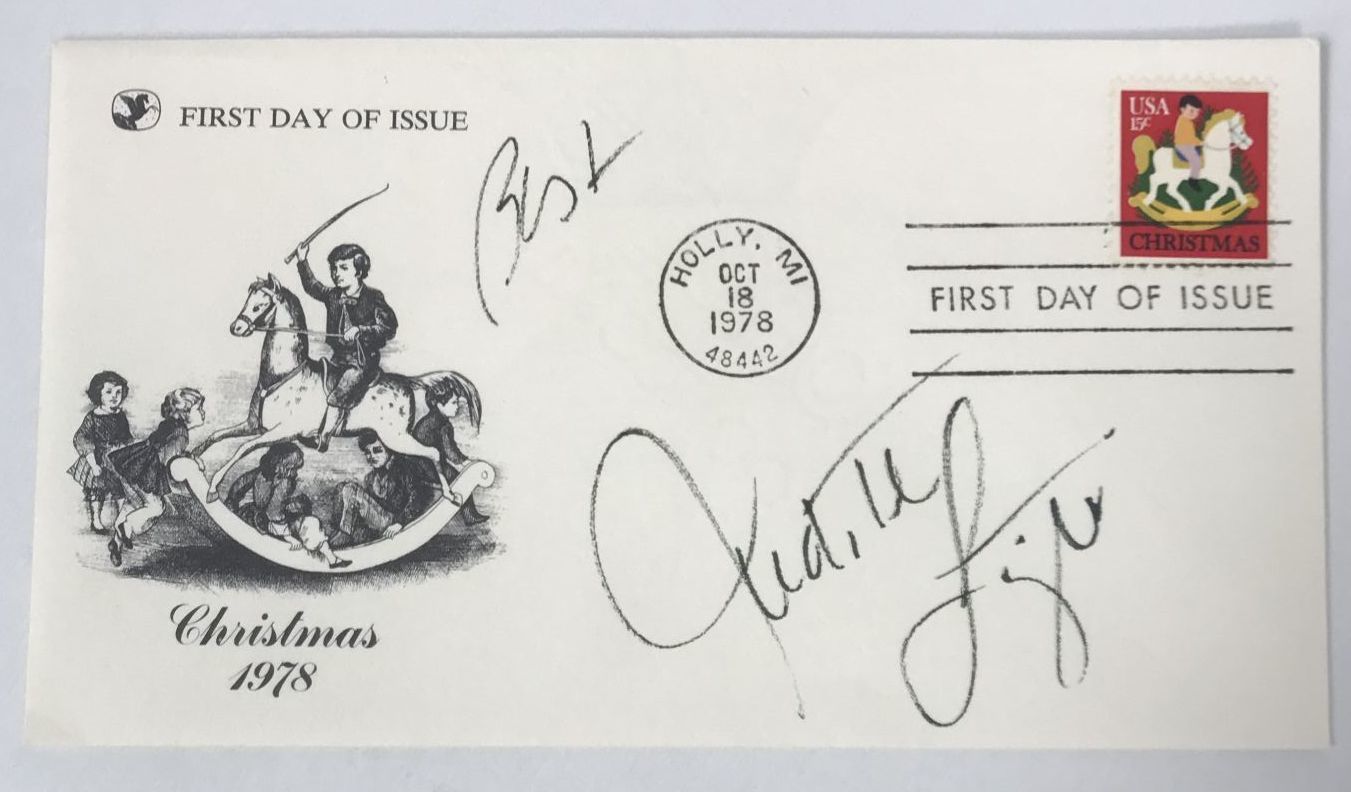 FIRST DAY OF ISSUE
Best
USA
15c
CHRISTMAS
HOLLY, MI
OCT
18
1978
48442
FIRST DAY OF ISSUE
Christmas
1978